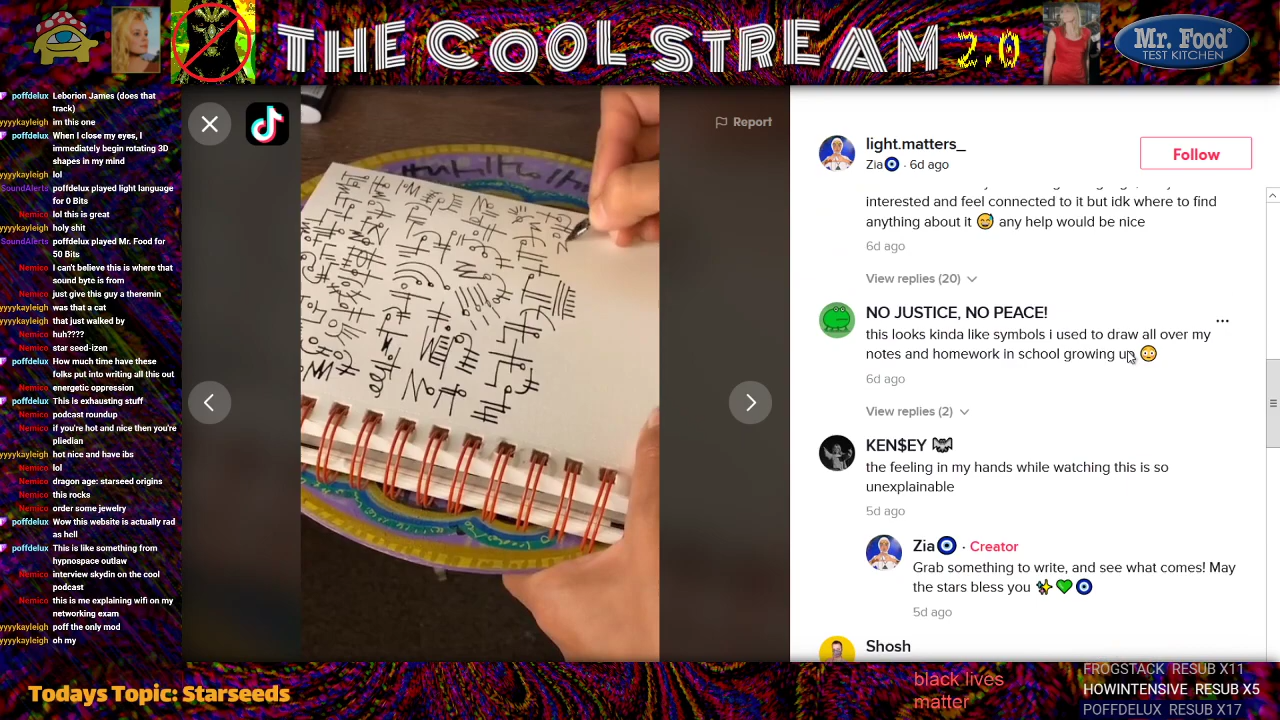 THE COOL STREAM 2.0
Mr. Food
TEST KITCHEN
poffdelux Leborion James (does that
track)
yyyykayleigh im this one
poffdelux When I close my eyes, I
immediately begin rotating 3D
shapes in my mind
yyyykayleigh lol
SoundAlerts poffdelux played light language
for 0 Bits
Nemico lol this is great
yyyykayleigh holy shit
SoundAlerts poffdelux played Mr. Food for
50 Bits
Nemico I can't believe this is where that
sound byte is from
Nemico just give this guy a theremin
yyyykayleigh was that a cat
yyyykayleigh that just walked by
Nemico huh????
Nemico star seed-izen
poffdelux How much time have these
folks put into writing all this out
Nemico energetic oppression
poffdelux This is exhausting stuff
Nemico podcast roundup
Nemico if you're hot and nice then you're
pliedian
yyyykayleigh hot nice and have ibs
Nemico lol
Nemico dragon age: starseed origins
Nemico this rocks
Nemico order some jewelry
poffdelux Wow this website is actually rad
as hell
poffdelux This is like something from
hypnospace outlaw
Nemico interview skydin on the cool
podcast
Nemico this is me explaining wifi on my
networking exam
yyyykayleigh poff the only mod
yyyykayleigh oh my
Report
light.matters_
Zia · 6d ago
Follow
interested and feel connected to it but idk where to find
anything about it 😅 any help would be nice
6d ago
View replies (20)
NO JUSTICE, NO PEACE!
...
this looks kinda like symbols i used to draw all over my
notes and homework in school growing up 😳
6d ago
View replies (2)
KEN$EY
the feeling in my hands while watching this is so
unexplainable
5d ago
Zia🧿 · Creator
Grab something to write, and see what comes! May
the stars bless you ✨💚🧿
5d ago
Shosh
Todays Topic: Starseeds
black lives
matter
FROGSTACK RESUB X11
HOWINTENSIVE RESUB X5
POFFDELUX RESUB X17